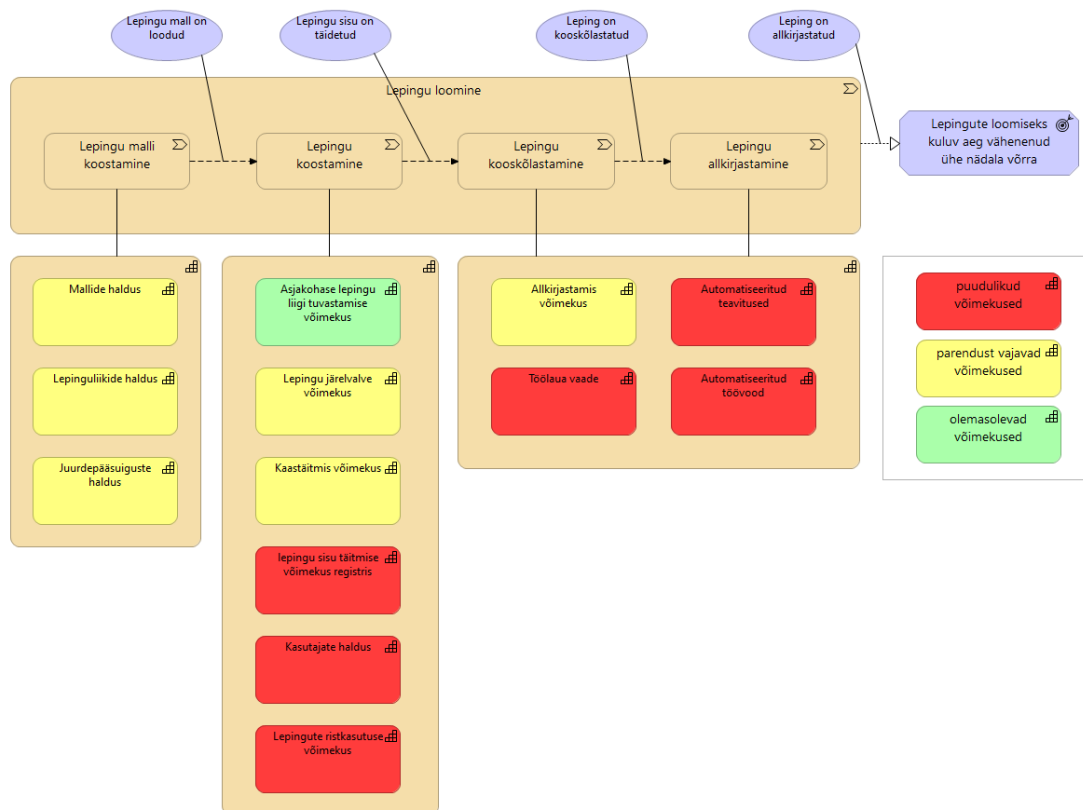 Lepingu mall on
loodud
Lepingu sisu on
täidetud
Leping on
kooskõlastatud
Leping on
allkirjastatud
Lepingu loomine
Lepingu malli
koostamine
Lepingu
koostamine
Lepingu
kooskõlastamine
Lepingu
allkirjastamine
Lepingute loomiseks
kuluv aeg vähenenud
ühe nädala võrra
Mallide haldus
Lepinguliikide haldus
Juurdepääsuiguste
haldus
Asjakohase lepingu
liigi tuvastamise
võimekus
Lepingu järelvalve
võimekus
Kaastäitmis võimekus
lepingu sisu täitmise
võimekus registris
Kasutajate haldus
Lepingute ristkasutuse
võimekus
Allkirjastamis
võimekus
Automatiseeritud
teavitused
Töölaua vaade
Automatiseeritud
töövood
puudulikud
võimekused
parendust vajavad
võimekused
olemasolevad
võimekused